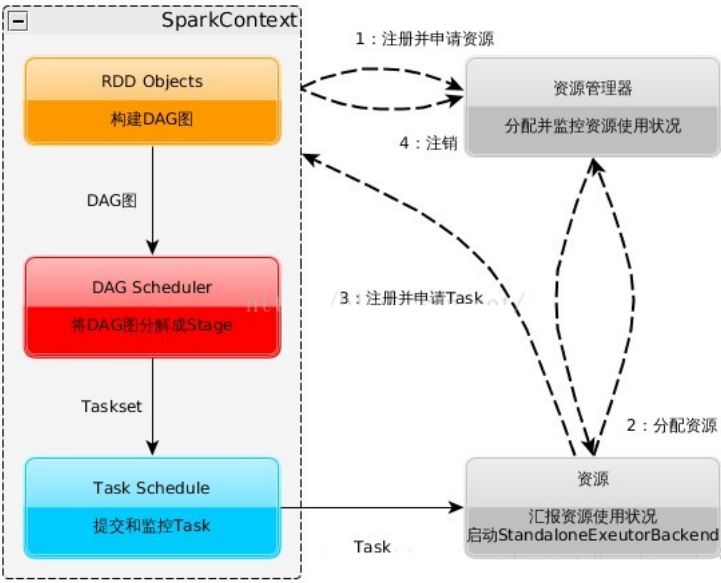 SparkContext
1：注册并申请资源
RDD Objects
构建DAG图
资源管理器
分配并监控资源使用状况
4：注销
DAG图
DAG Scheduler
将DAG图分解成Stage
3：注册并申请Task
Taskset
2：分配资源
Task Schedule
提交和监控Task
资源
汇报资源使用状况
启动StandaloneExeutorBackend
Task